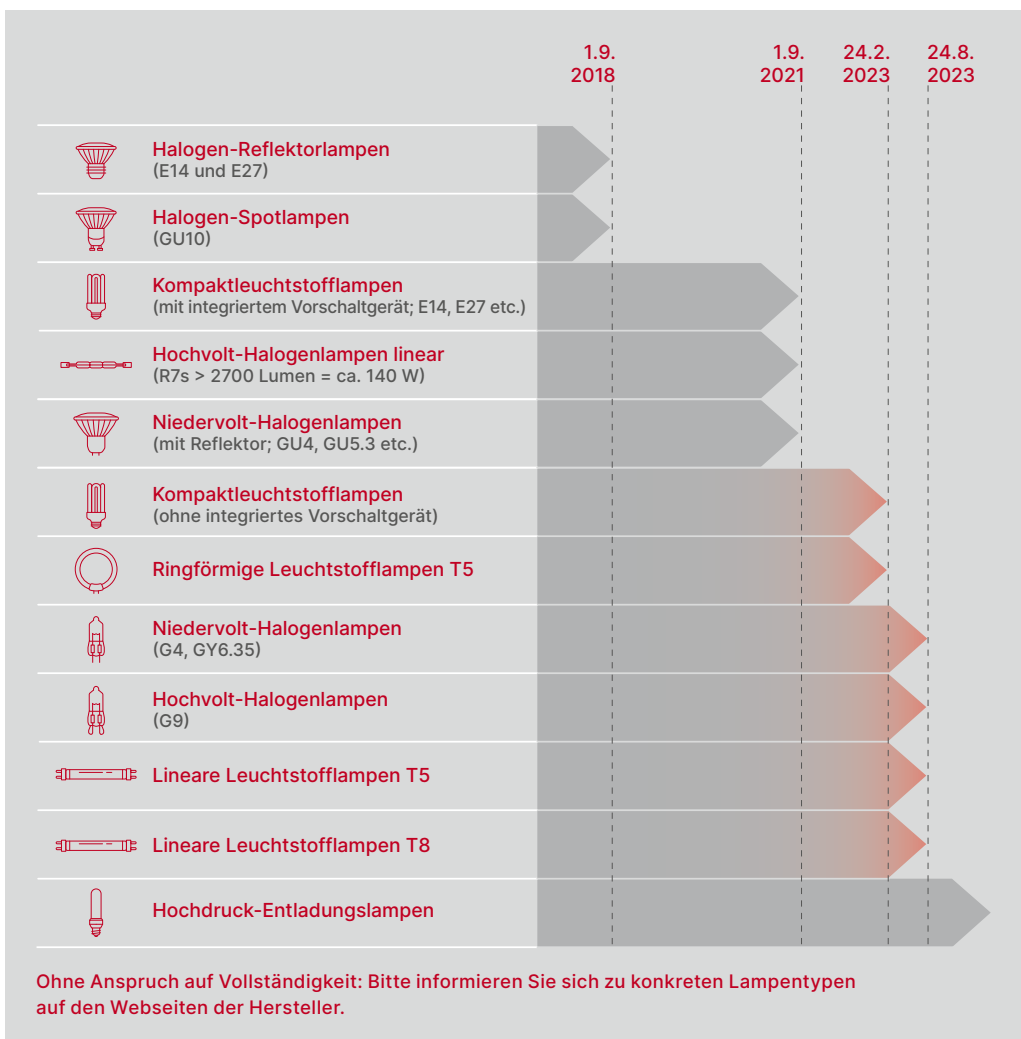 1.9.
2018
1.9.
2021
24.2.
2023
24.8.
2023
Halogen-Reflektorlampen
(E14 und E27)
Halogen-Spotlampen
(GU10)
Kompaktleuchtstofflampen
(mit integriertem Vorschaltgerät; E14, E27 etc.)
Hochvolt-Halogenlampen linear
(R7s > 2700 Lumen = ca. 140 W)
Niedervolt-Halogenlampen
(mit Reflektor; GU4, GU5.3 etc.)
Kompaktleuchtstofflampen
(ohne integriertes Vorschaltgerät)
Ringförmige Leuchtstofflampen T5
Niedervolt-Halogenlampen
(G4, GY6.35)
Hochvolt-Halogenlampen
(G9)
Lineare Leuchtstofflampen T5
Lineare Leuchtstofflampen T8
Hochdruck-Entladungslampen
Ohne Anspruch auf Vollständigkeit: Bitte informieren Sie sich zu konkreten Lampentypen
auf den Webseiten der Hersteller.